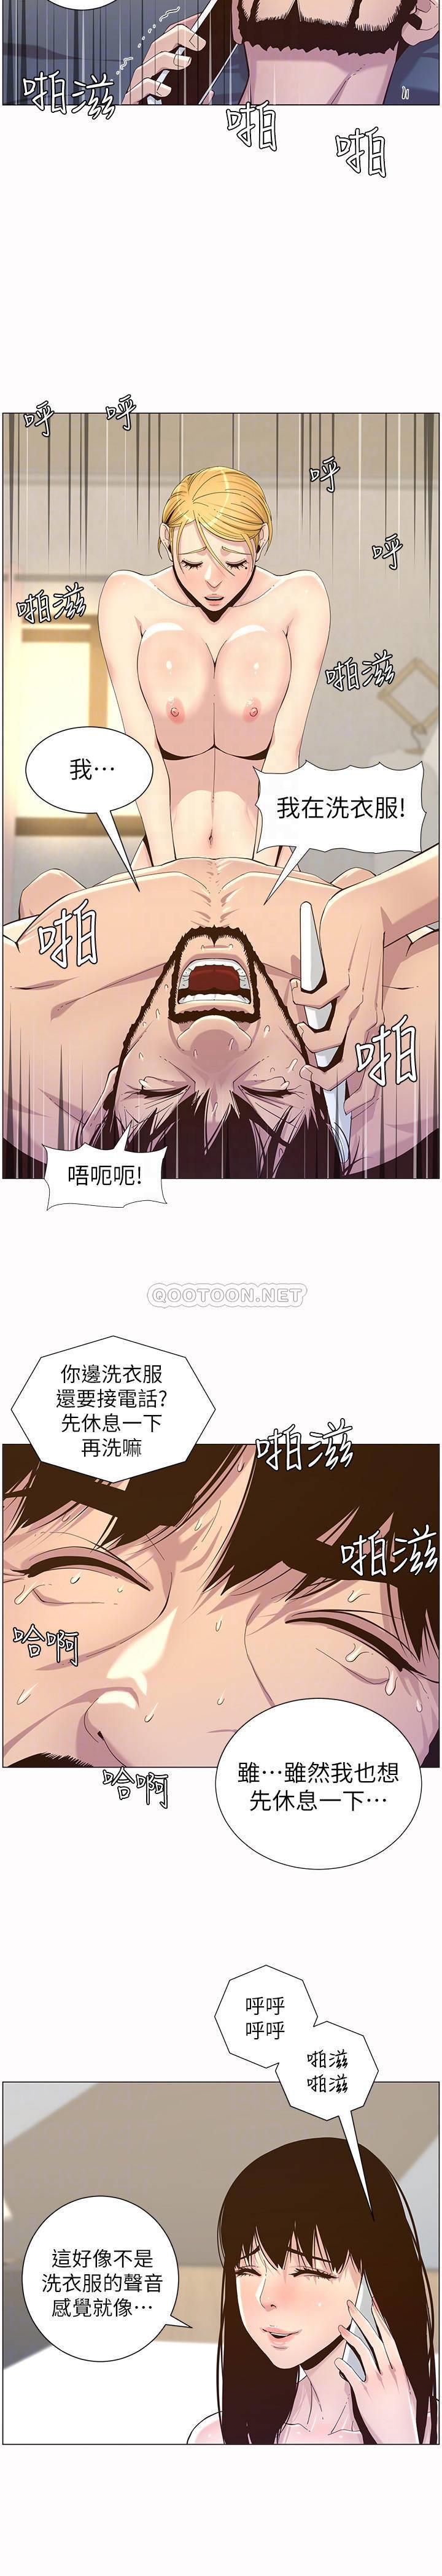 啪滋
啪
啪
呼
呼
呼
呼
啪滋
啪滋
我…
我在洗衣服!
啪
啪
唔呃呃!
QOOTOON.NET
你邊洗衣服
還要接電話?
先休息一下
再洗嘛
啪滋
啪滋
哈啊
哈啊
雖…雖然我也想
先休息一下…
呼呼
呼呼
啪滋
啪滋
這好像不是
洗衣服的聲音
感覺就像…